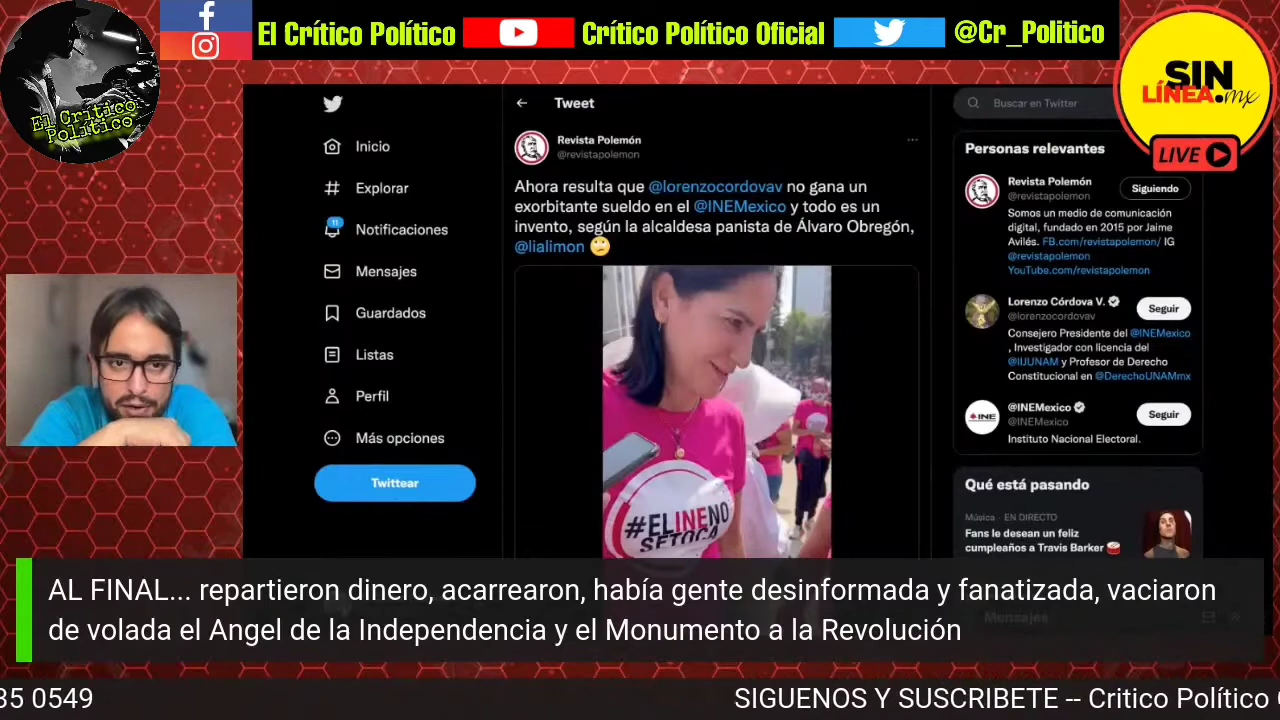 El Crítico Político
Crítico Político Oficial
@Cr_Politico
El Crítico
Político
SIN
LÍNEA.mx
LIVE
Inicio
Explorar
11
Notificaciones
Mensajes
Guardados
Listas
Perfil
Más opciones
Twittear
Tweet
Revista Polemón
@revistapolemon
Ahora resulta que @lorenzocordovav no gana un
exorbitante sueldo en el @INEMexico y todo es un
invento, según la alcaldesa panista de Álvaro Obregón,
@lialimon
#ELINENO
SETOCA
Buscar en Twitter
Personas relevantes
Revista Polemón
@revistapolemon
Siguiendo
Somos un medio de comunicación
digital, fundado en 2015 por Jaime
Avilés. FB.com/revistapolemon/ IG
@revistapolemon
YouTube.com/revistapolemon
Lorenzo Córdova V.
@lorenzocordovav
Seguir
Consejero Presidente del @INEMexico
, Investigador con licencia del
@IIJUNAM y Profesor de Derecho
Constitucional en @DerechoUNAMmx
INE
@INEMexico
@INEMexico
Seguir
Instituto Nacional Electoral.
Qué está pasando
Música · EN DIRECTO
Fans le desean un feliz
cumpleaños a Travis Barker
Mensajes
AL FINAL... repartieron dinero, acarrearon, había gente desinformada y fanatizada, vaciaron
de volada el Angel de la Independencia y el Monumento a la Revolución
35 0549
SIGUENOS Y SUSCRIBETE -- Critico Político